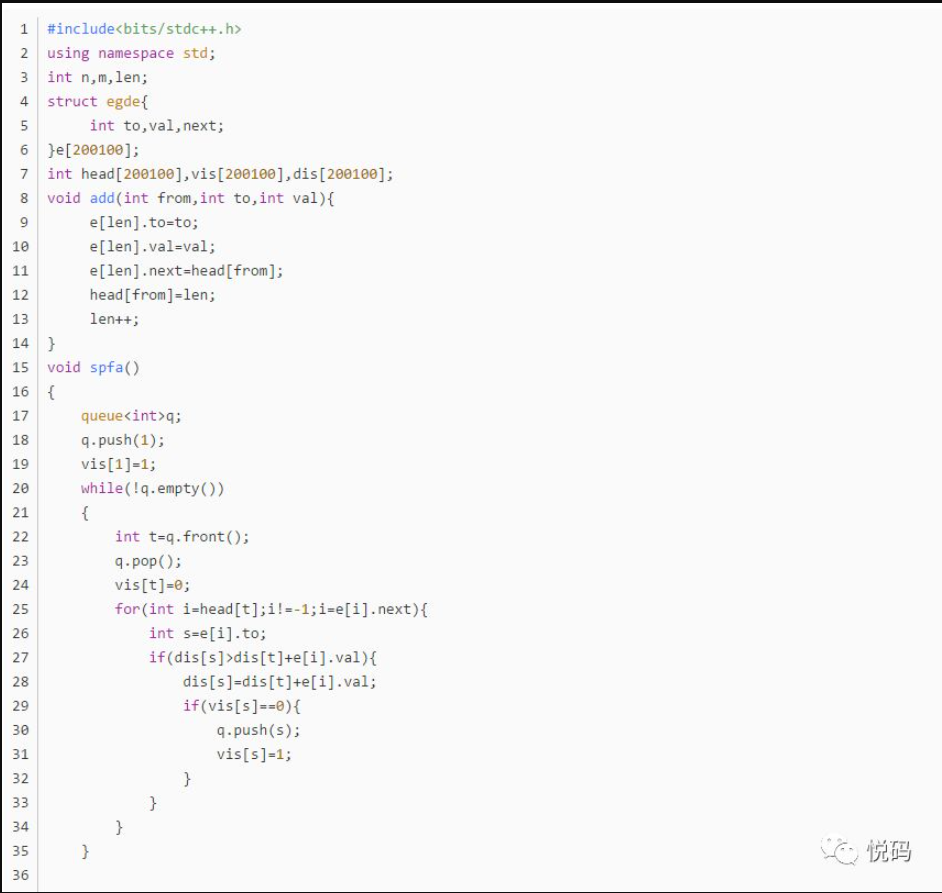 1 #include<bits/stdc++.h>
2 using namespace std;
3 int n,m,len;
4 struct egde{
5 int to,val,next;
6 }e[200100];
7 int head[200100],vis[200100],dis[200100];
8 void add(int from,int to,int val){
9 e[len].to=to;
10 e[len].val=val;
11 e[len].next=head[from];
12 head[from]=len;
13 len++;
14 }
15 void spfa()
16 {
17 queue<int>q;
18 q.push(1);
19 vis[1]=1;
20 while(!q.empty())
21 {
22 int t=q.front();
23 q.pop();
24 vis[t]=0;
25 for(int i=head[t];i!=-1;i=e[i].next){
26 int s=e[i].to;
27 if(dis[s]>dis[t]+e[i].val){
28 dis[s]=dis[t]+e[i].val;
29 if(vis[s]==0){
30 q.push(s);
31 vis[s]=1;
32 }
33 }
34 }
35 }
36
悦码